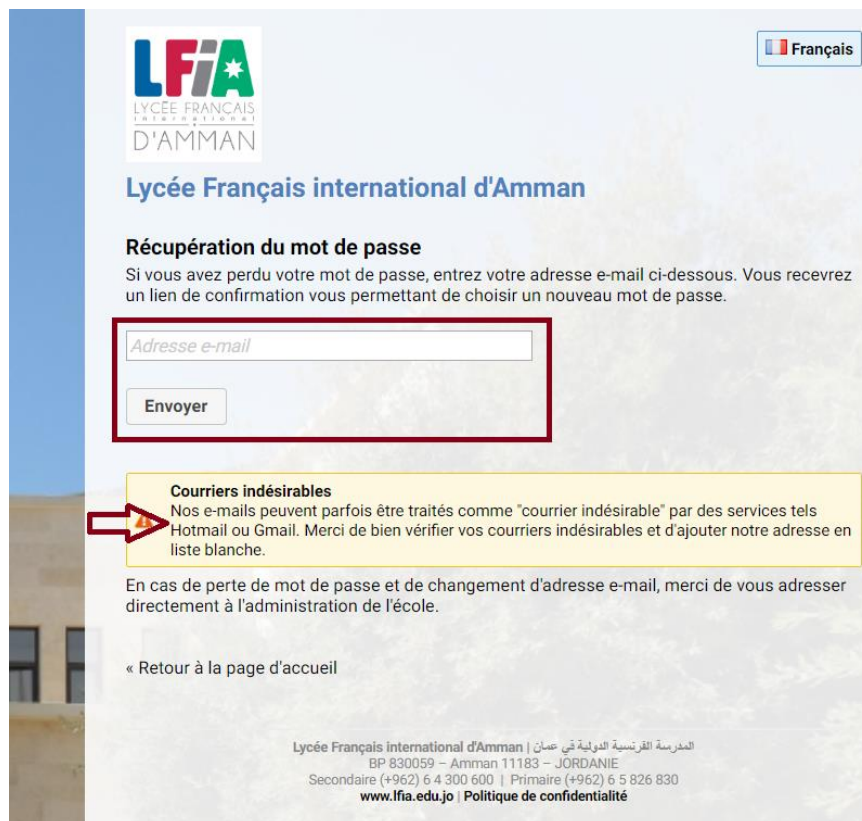 LFiA
LYCÉE FRANÇAIS
international
D'AMMAN
Français
Lycée Français international d'Amman
Récupération du mot de passe
Si vous avez perdu votre mot de passe, entrez votre adresse e-mail ci-dessous. Vous recevrez
un lien de confirmation vous permettant de choisir un nouveau mot de passe.
Adresse e-mail
Envoyer
Courriers indésirables
Nos e-mails peuvent parfois être traités comme "courrier indésirable" par des services tels
Hotmail ou Gmail. Merci de bien vérifier vos courriers indésirables et d'ajouter notre adresse en
liste blanche.
En cas de perte de mot de passe et de changement d'adresse e-mail, merci de vous adresser
directement à l'administration de l'école.
« Retour à la page d'accueil
Lycée Français international d'Amman | المدرسة الفرنسية الدولية في عمان
BP 830059 – Amman 11183 – JORDANIE
Secondaire (+962) 6 4 300 600 | Primaire (+962) 6 5 826 830
www.lfia.edu.jo | Politique de confidentialité